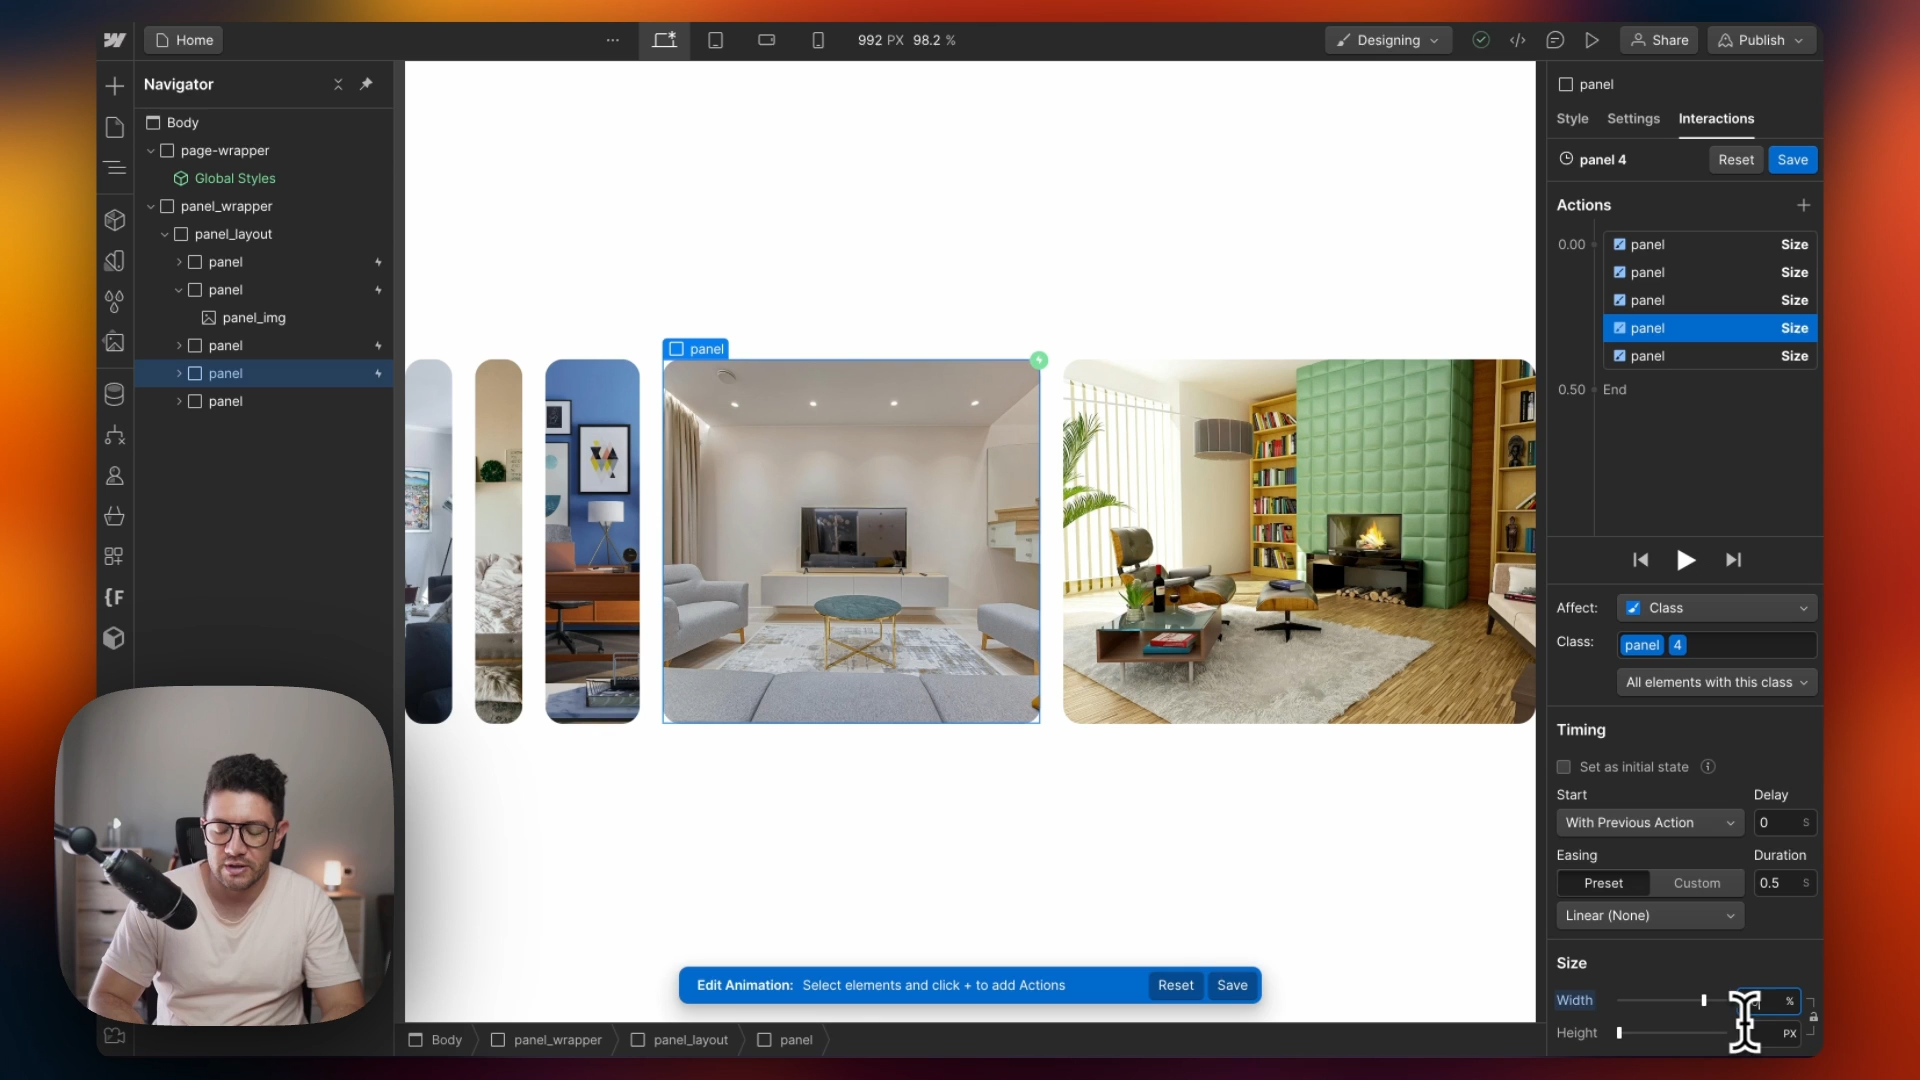 Home
992 PX 98.2 %
Designing
Share
Publish
Navigator
Body
page-wrapper
Global Styles
panel_wrapper
panel_layout
panel
panel
panel_img
panel
panel
panel
panel
panel
Style Settings Interactions
panel 4 Reset Save
Actions
0.00 panel Size
panel Size
panel Size
panel Size
panel Size
0.50 End
Affect: Class
Class: panel 4
All elements with this class
Timing
Set as initial state
Start Delay
With Previous Action 0 S
Easing Duration
Preset Custom 0.5 S
Linear (None)
Size
Width %
Height PX
Edit Animation: Select elements and click + to add Actions Reset Save
Body panel_wrapper panel_layout panel